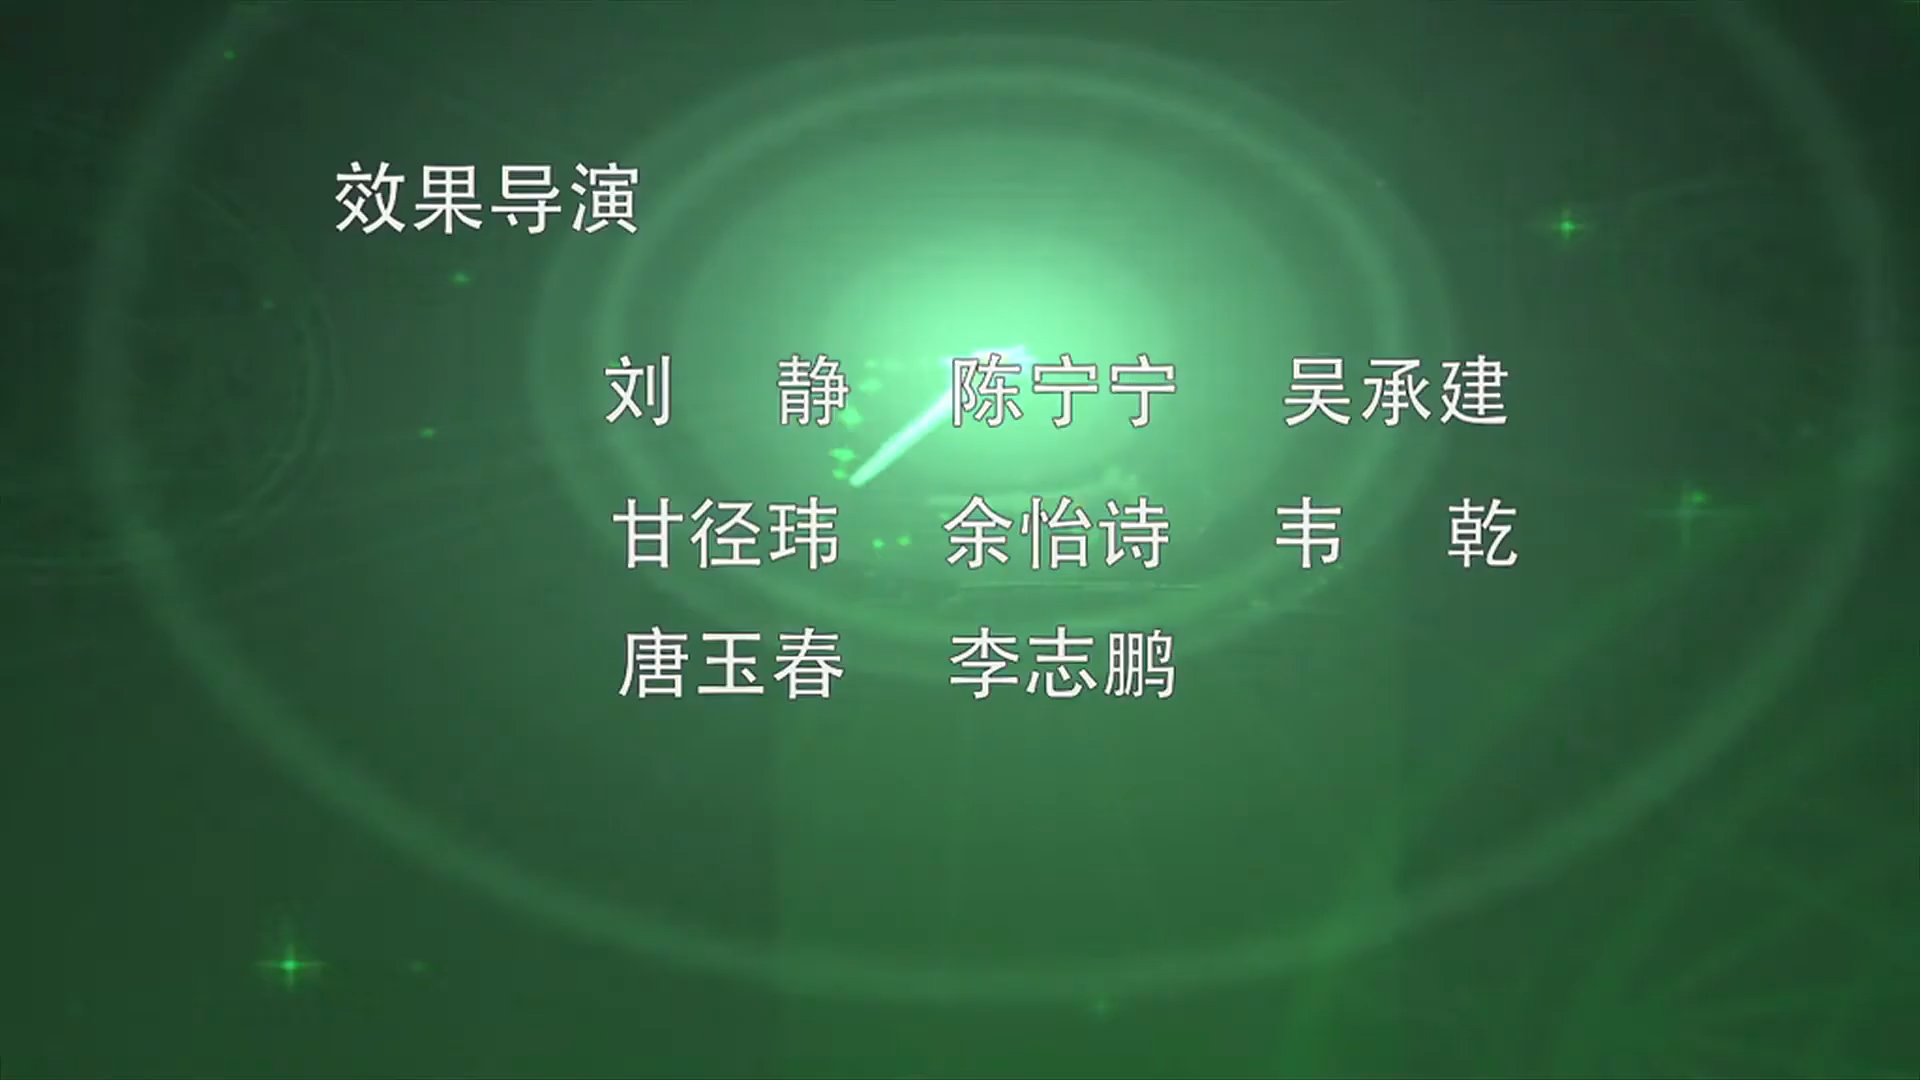 效果导演
刘 静 陈宁宁 吴承建
甘径玮 余怡诗 韦 乾
唐玉春 李志鹏